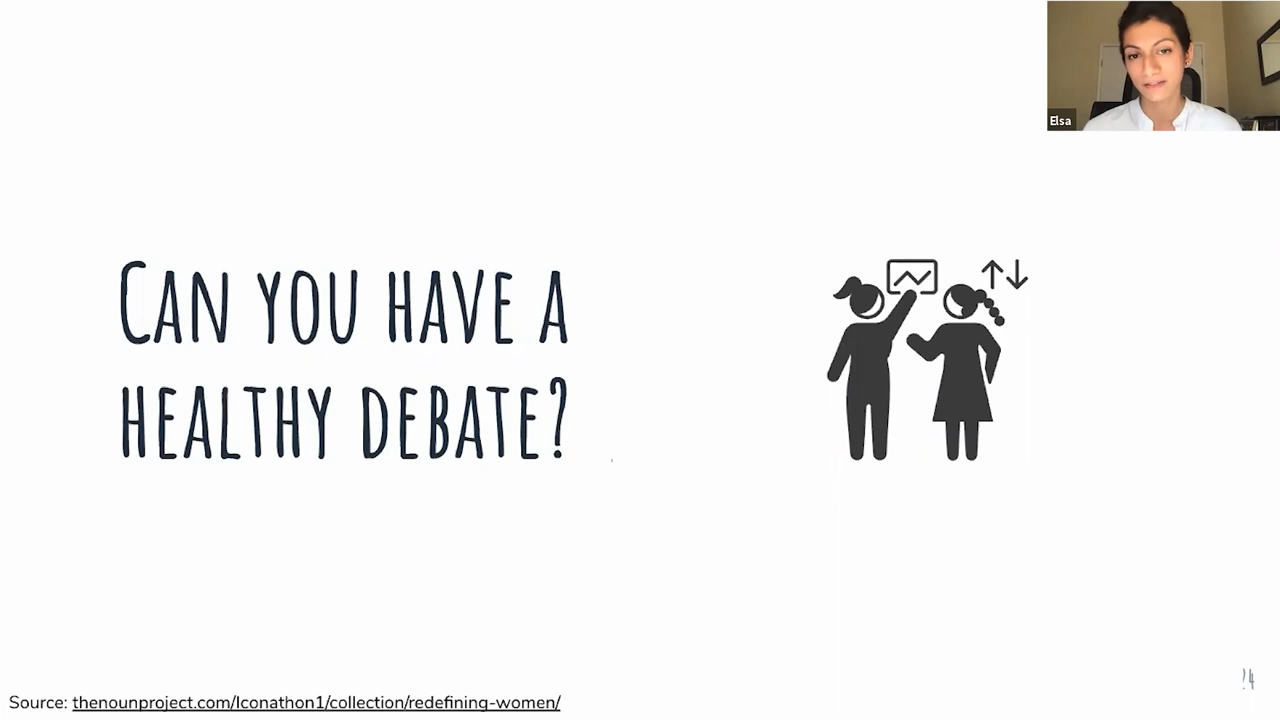 Elsa
Can you have a
healthy debate?
Source: thenounproject.com/Iconathon1/collection/redefining-women/